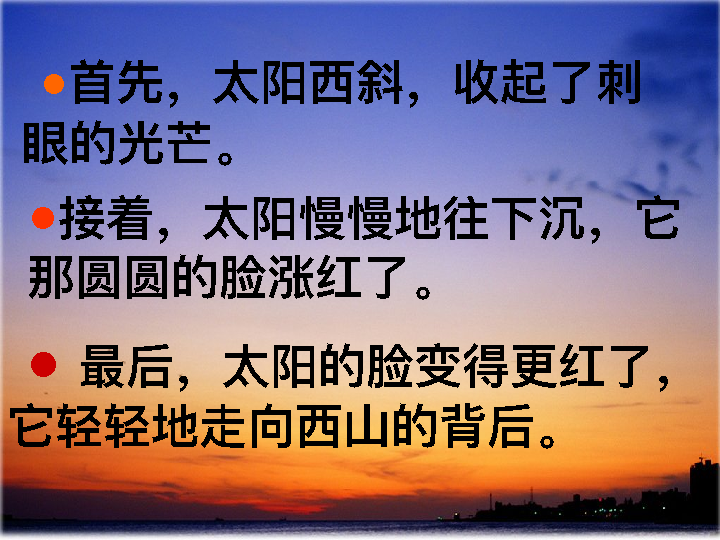 ●首先，太阳西斜，收起了刺
眼的光芒。
●接着，太阳慢慢地往下沉，它
那圆圆的脸涨红了。
● 最后，太阳的脸变得更红了，
它轻轻地走向西山的背后。